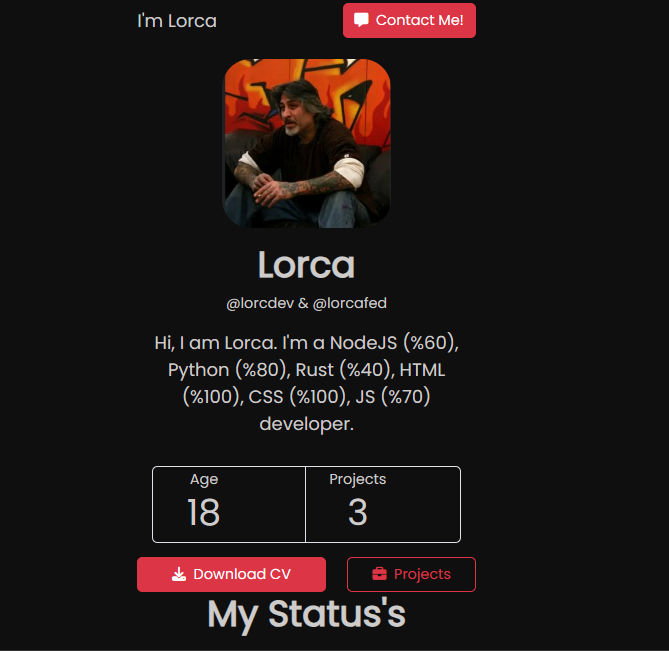 I'm Lorca
Contact Me!
Lorca
@lorcdev & @lorcafed
Hi, I am Lorca. I'm a NodeJS (%60),
Python (%80), Rust (%40), HTML
(%100), CSS (%100), JS (%70)
developer.
Age
Projects
18
3
Download CV
Projects
My Status's